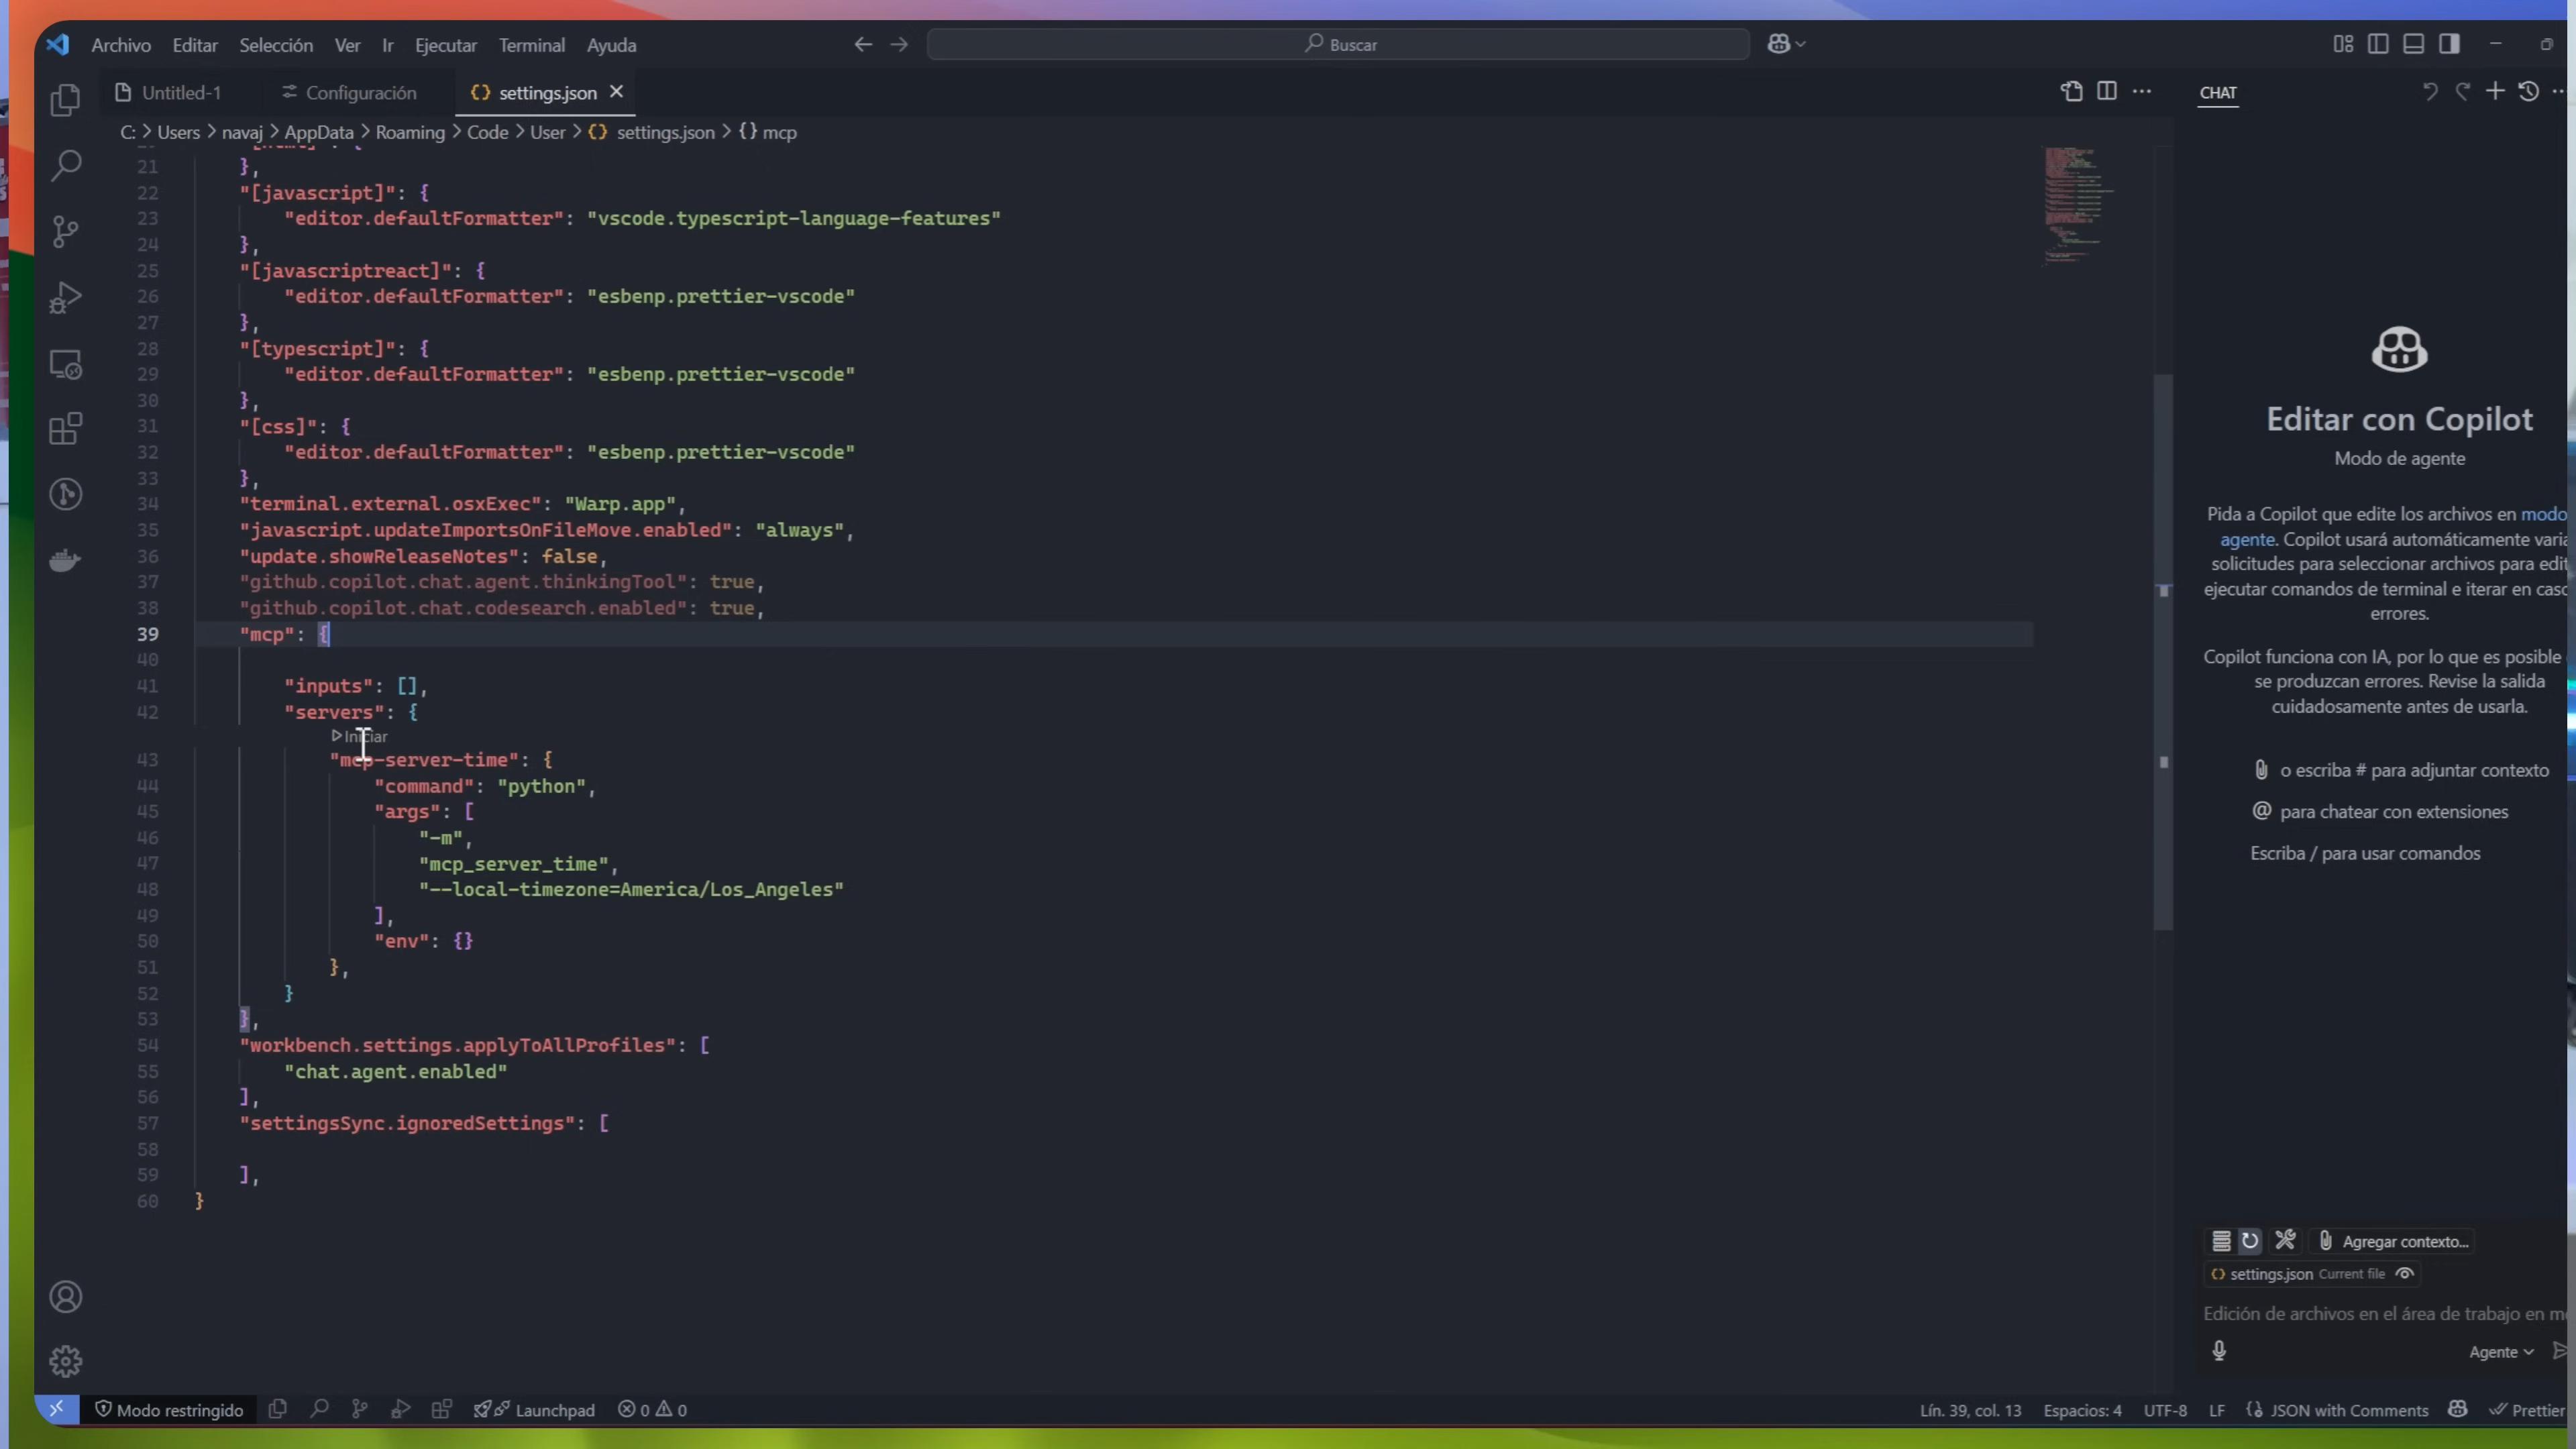 Archivo Editar Selección Ver Ir Ejecutar Terminal Ayuda Buscar
Untitled-1 Configuración settings.json
C: > Users > navaj > AppData > Roaming > Code > User > {} settings.json > {} mcp
21 },
22 "[javascript]": {
23 "editor.defaultFormatter": "vscode.typescript-language-features"
24 },
25 "[javascriptreact]": {
26 "editor.defaultFormatter": "esbenp.prettier-vscode"
27 },
28 "[typescript]": {
29 "editor.defaultFormatter": "esbenp.prettier-vscode"
30 },
31 "[css]": {
32 "editor.defaultFormatter": "esbenp.prettier-vscode"
33 },
34 "terminal.external.osxExec": "Warp.app",
35 "javascript.updateImportsOnFileMove.enabled": "always",
36 "update.showReleaseNotes": false,
37 "github.copilot.chat.agent.thinkingTool": true,
38 "github.copilot.chat.codesearch.enabled": true,
39 "mcp": {
40
41 "inputs": [],
42 "servers": {
Iniciar
43 "mcp-server-time": {
44 "command": "python",
45 "args": [
46 "-m",
47 "mcp_server_time",
48 "--local-timezone=America/Los_Angeles"
49 ],
50 "env": {}
51 },
52 }
53 },
54 "workbench.settings.applyToAllProfiles": [
55 "chat.agent.enabled"
56 ],
57 "settingsSync.ignoredSettings": [
58
59 ],
60 }
CHAT
Editar con Copilot
Modo de agente
Pida a Copilot que edite los archivos en modo
agente. Copilot usará automáticamente varia
solicitudes para seleccionar archivos para edit
ejecutar comandos de terminal e iterar en caso
errores.
Copilot funciona con IA, por lo que es posible
se produzcan errores. Revise la salida
cuidadosamente antes de usarla.
o escriba # para adjuntar contexto
@ para chatear con extensiones
Escriba / para usar comandos
Agregar contexto...
{} settings.json Current file
Edición de archivos en el área de trabajo en m
Agente
Modo restringido Launchpad 0 0 Lín. 39, col. 13 Espacios: 4 UTF-8 LF JSON with Comments Prettier